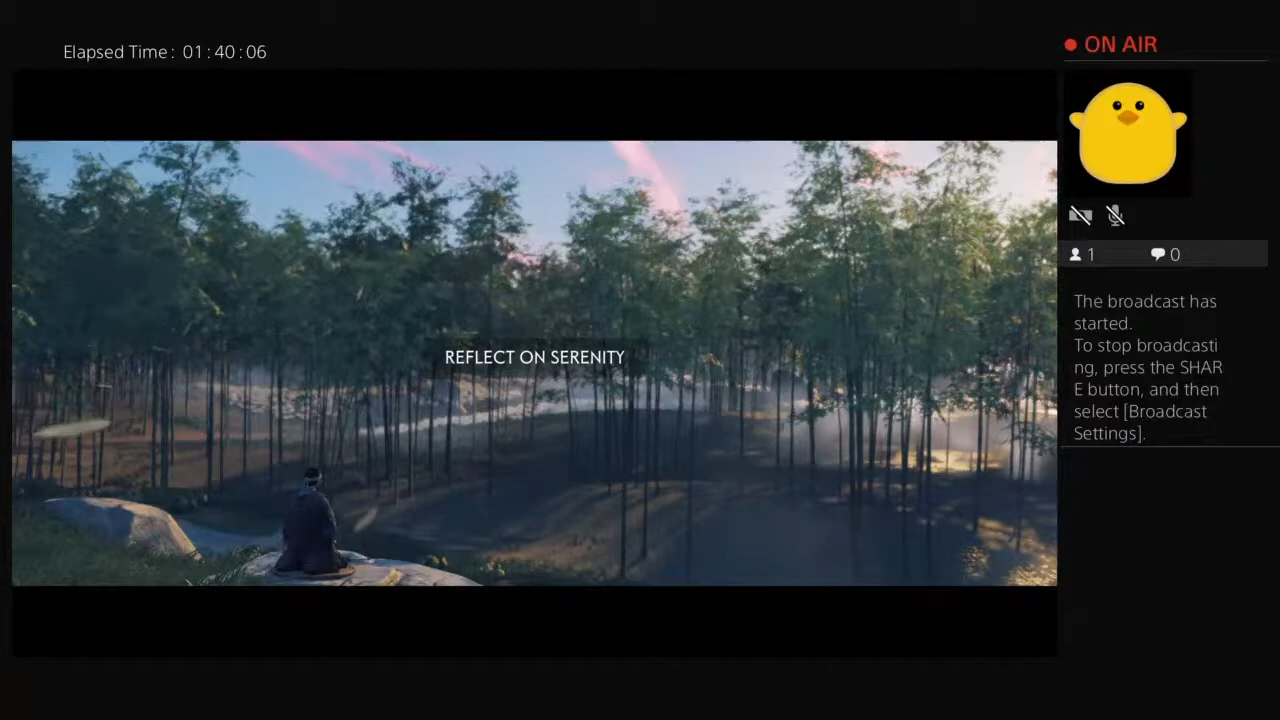 Elapsed Time: 01:40:06
ON AIR
1
0
The broadcast has
started.
To stop broadcasti
ng, press the SHAR
E button, and then
select [Broadcast
Settings].
REFLECT ON SERENITY